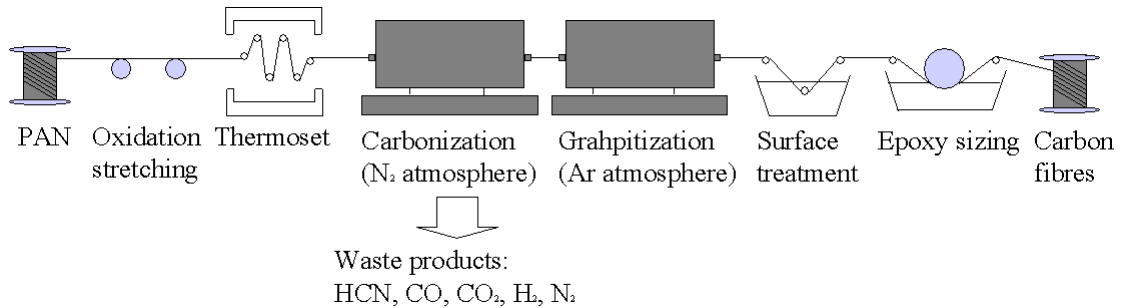 PAN
Oxidation
stretching
Thermoset
Carbonization
(N₂ atmosphere)
Grahpitization
(Ar atmosphere)
Surface
treatment
Epoxy sizing
Carbon
fibres
Waste products:
HCN, CO, CO₂, H₂, N₂